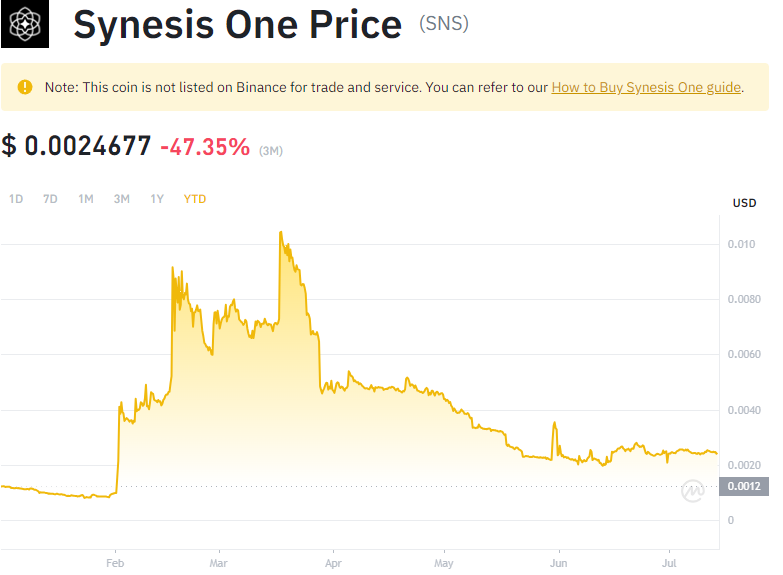 Synesis One Price (SNS)
Note: This coin is not listed on Binance for trade and service. You can refer to our How to Buy Synesis One guide.
$ 0.0024677 -47.35% (3M)
1D 7D 1M 3M 1Y YTD
USD
0.010
0.0080
0.0060
0.0040
0.0020
0.0012
0
Feb Mar Apr May Jun Jul